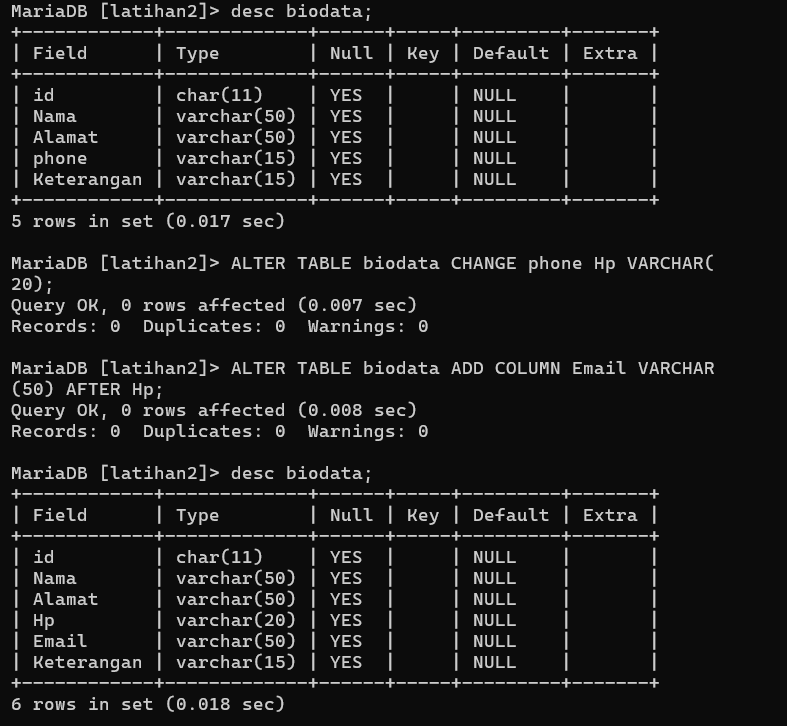 MariaDB [latihan2]> desc biodata;
+------------+-------------+------+-----+---------+-------+
| Field      | Type        | Null | Key | Default | Extra |
+------------+-------------+------+-----+---------+-------+
| id         | char(11)    | YES  |     | NULL    |       |
| Nama       | varchar(50) | YES  |     | NULL    |       |
| Alamat     | varchar(50) | YES  |     | NULL    |       |
| phone      | varchar(15) | YES  |     | NULL    |       |
| Keterangan | varchar(15) | YES  |     | NULL    |       |
+------------+-------------+------+-----+---------+-------+
5 rows in set (0.017 sec)

MariaDB [latihan2]> ALTER TABLE biodata CHANGE phone Hp VARCHAR(
20);
Query OK, 0 rows affected (0.007 sec)
Records: 0  Duplicates: 0  Warnings: 0

MariaDB [latihan2]> ALTER TABLE biodata ADD COLUMN Email VARCHAR
(50) AFTER Hp;
Query OK, 0 rows affected (0.008 sec)
Records: 0  Duplicates: 0  Warnings: 0

MariaDB [latihan2]> desc biodata;
+------------+-------------+------+-----+---------+-------+
| Field      | Type        | Null | Key | Default | Extra |
+------------+-------------+------+-----+---------+-------+
| id         | char(11)    | YES  |     | NULL    |       |
| Nama       | varchar(50) | YES  |     | NULL    |       |
| Alamat     | varchar(50) | YES  |     | NULL    |       |
| Hp         | varchar(20) | YES  |     | NULL    |       |
| Email      | varchar(50) | YES  |     | NULL    |       |
| Keterangan | varchar(15) | YES  |     | NULL    |       |
+------------+-------------+------+-----+---------+-------+
6 rows in set (0.018 sec)